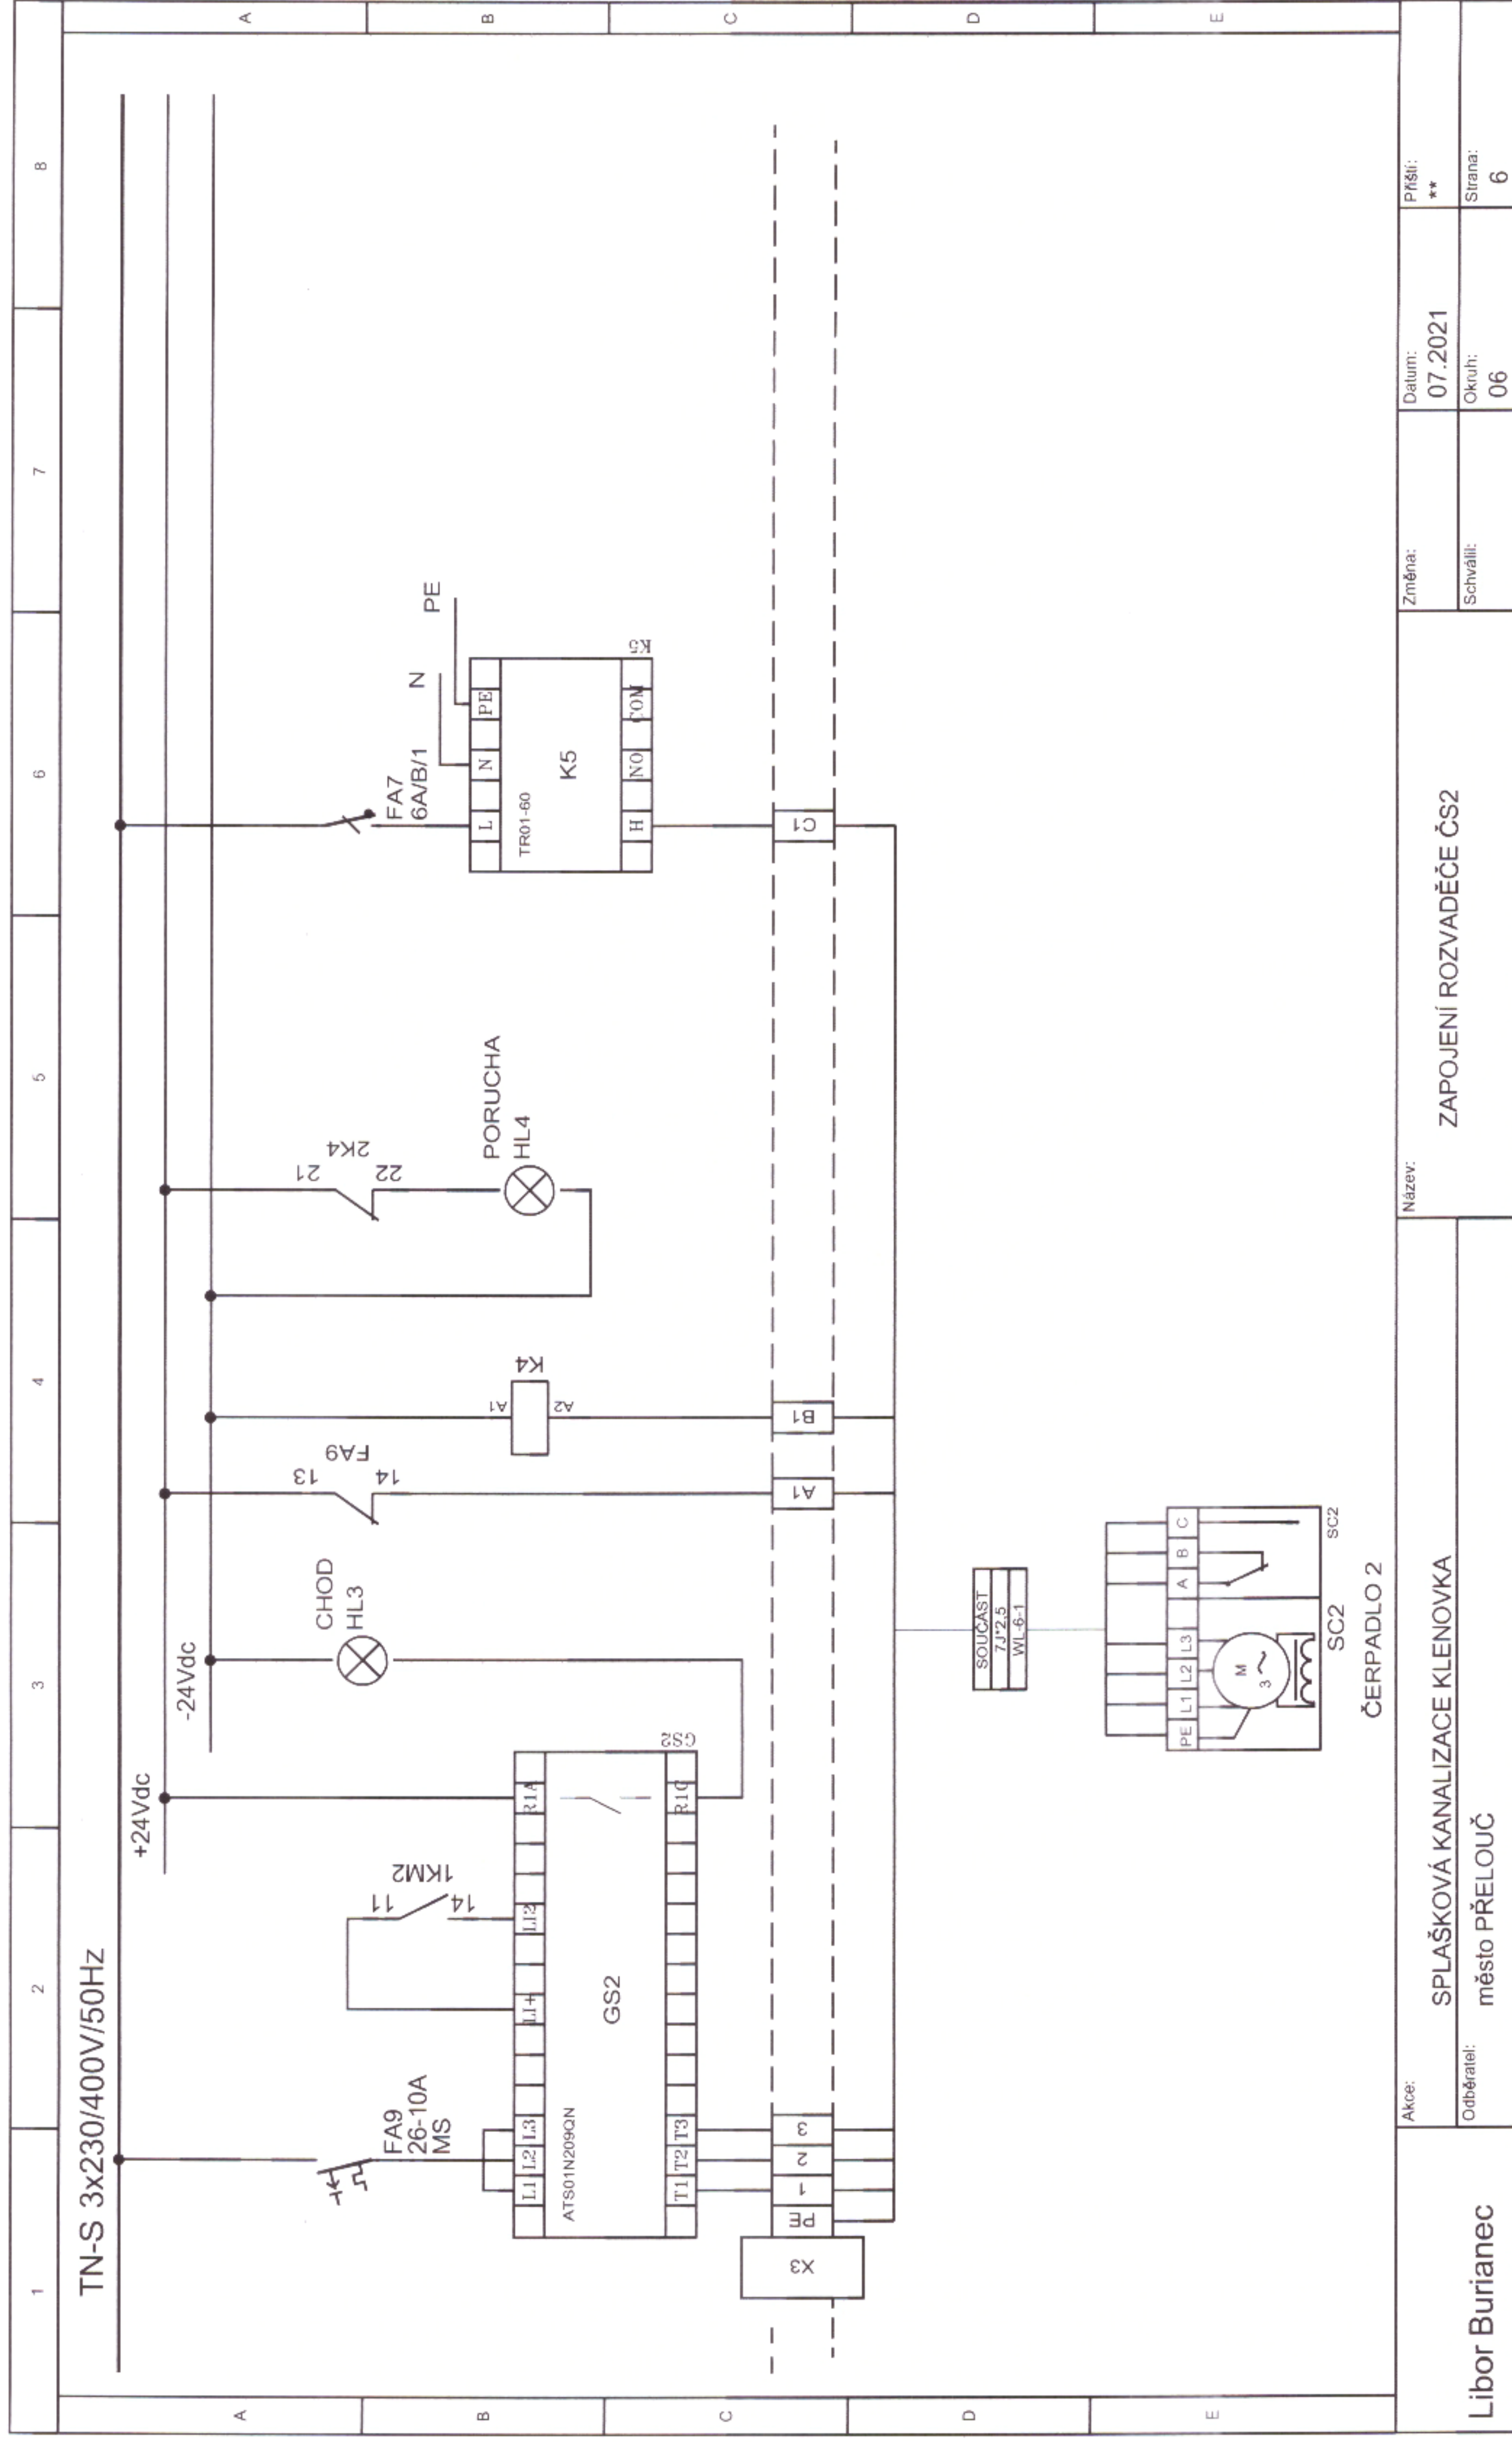 1 2 3 4 5 6 7 8
A
B
C
D
E
A
B
C
D
E
TN-S 3x230/400V/50Hz
+24Vdc
-24Vdc
FA9
26-10A
MS
11
14
1KM2
CHOD
HL3
13
14
FA9
A1
K4
A2
21
22
2K4
PORUCHA
HL4
FA7
6A/B/1
N
PE
L1 L2 L3 LI+ LI2 R1A
ATS01N209QN
GS2
T1 T2 T3 R1C
GS2
L N PE
TR01-60
K5
H NO COM
K5
X3 PE 1 2 3 A1 B1 C1
SOUČÁST
7J*2,5
WL-6-1
PE L1 L2 L3 A B C
M
3
SC2
SC2
ČERPADLO 2
Libor Burianec
Akce:
SPLAŠKOVÁ KANALIZACE KLENOVKA
Odběratel:
město PŘELOUČ
Název:
ZAPOJENÍ ROZVADĚČE ČS2
Změna:
Schválil:
Datum:
07.2021
Okruh:
06
Příští:
**
Strana:
6